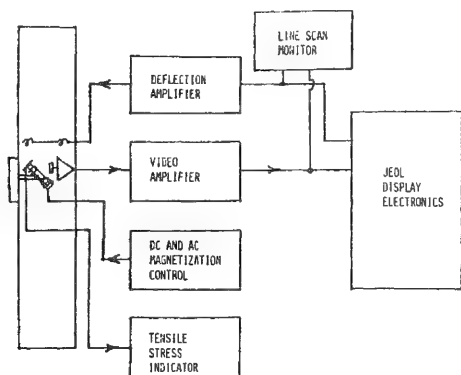 LINE SCAN
MONITOR
DEFLECTION
AMPLIFIER
VIDEO
AMPLIFIER
JEOL
DISPLAY
ELECTRONICS
DC AND AC
MAGNETIZATION
CONTROL
TENSILE
STRESS
INDICATOR